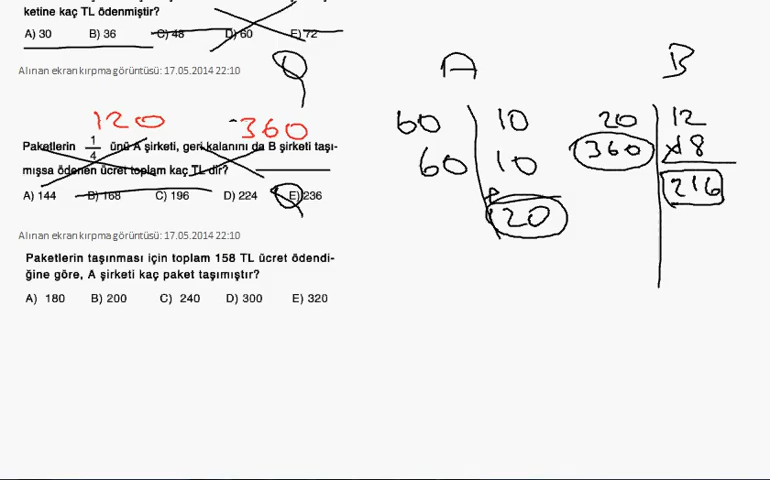 ketine kaç TL ödenmiştir?
A) 30 B) 36 C) 48 D) 60 E) 72
Alınan ekran kırpma görüntüsü: 17.05.2014 22:10
120 360
Paketlerin 1/4 ünü A şirketi, geri kalanını da B şirketi taşı-
mışsa ödenen ücret toplam kaç TL dir?
A) 144 B) 168 C) 196 D) 224 E) 236
Alınan ekran kırpma görüntüsü: 17.05.2014 22:10
Paketlerin taşınması için toplam 158 TL ücret ödendi-
ğine göre, A şirketi kaç paket taşımıştır?
A) 180 B) 200 C) 240 D) 300 E) 320
A B
60 10 20 12
60 10 360 x18
20 216